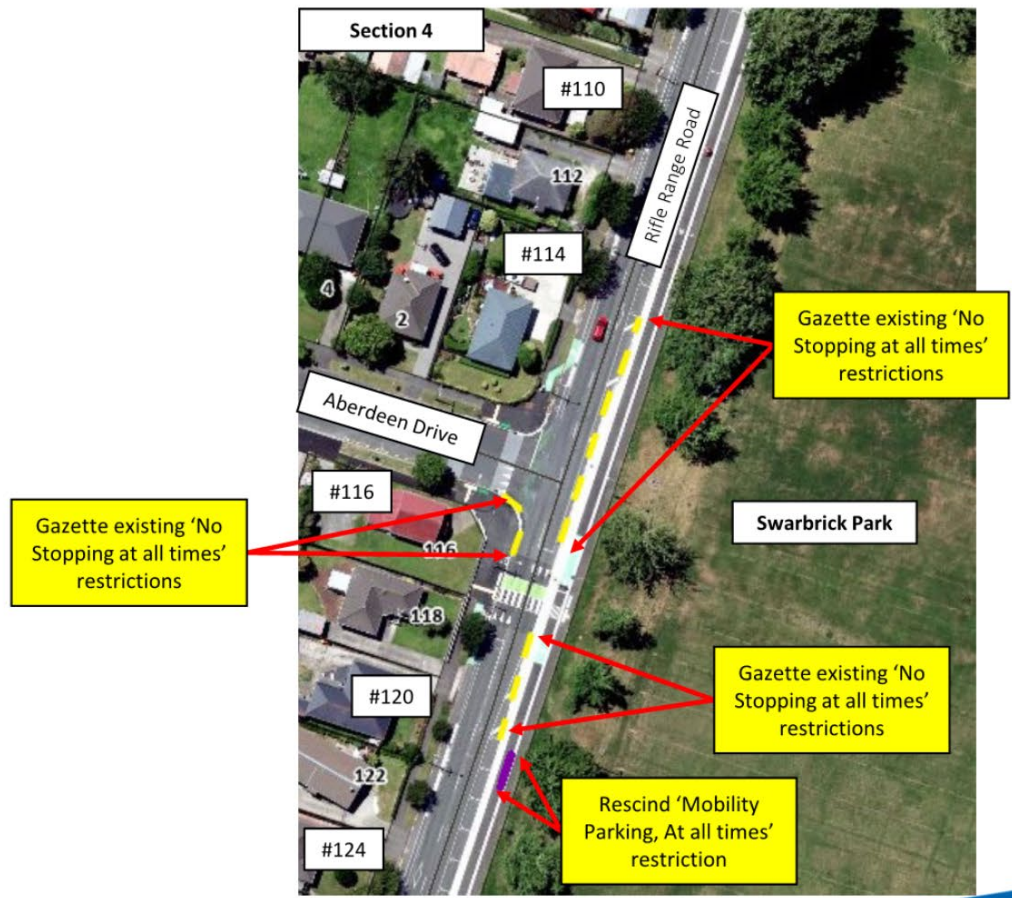 Section 4
#110
Rifle Range Road
112
#114
4
2
Gazette existing ‘No
Stopping at all times’
restrictions
Aberdeen Drive
#116
Gazette existing ‘No
Stopping at all times’
restrictions
116
Swarbrick Park
118
#120
Gazette existing ‘No
Stopping at all times’
restrictions
122
Rescind ‘Mobility
Parking, At all times’
restriction
#124